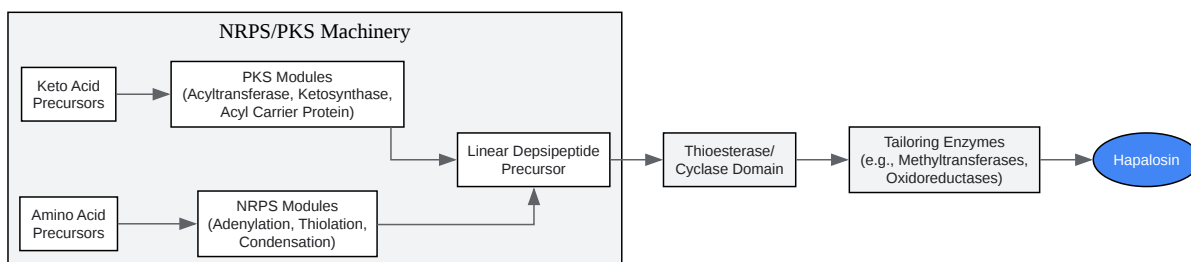 NRPS/PKS Machinery
Keto Acid
Precursors
PKS Modules
(Acyltransferase, Ketosynthase,
Acyl Carrier Protein)
Linear Depsipeptide
Precursor
Thioesterase/
Cyclase Domain
Tailoring Enzymes
(e.g., Methyltransferases,
Oxidoreductases)
Hapalosin
Amino Acid
Precursors
NRPS Modules
(Adenylation, Thiolation,
Condensation)